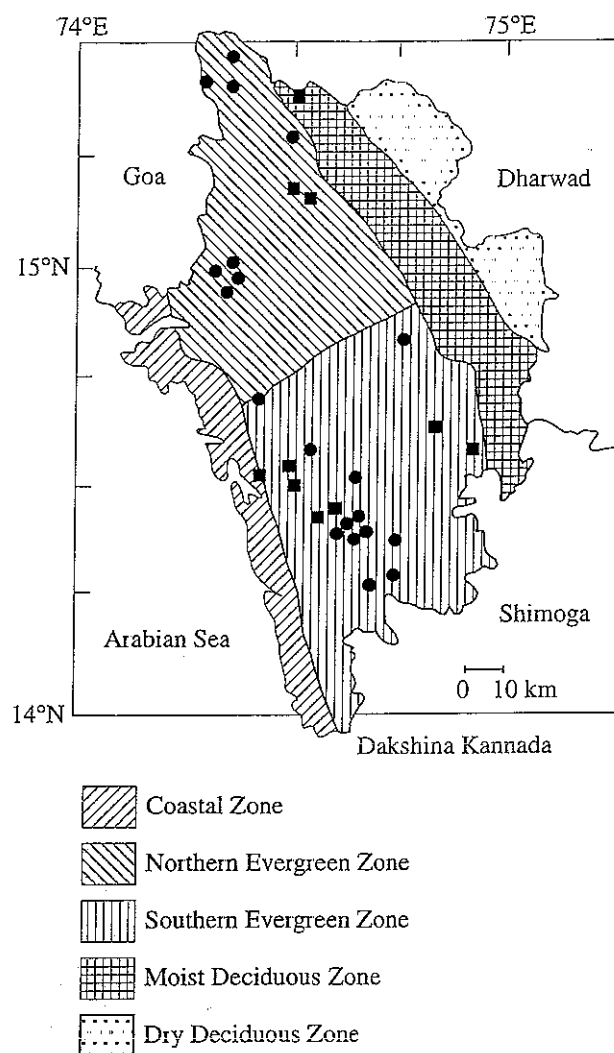 74°E 75°E
Goa Dharwad
15°N
Arabian Sea Shimoga
0 10 km
14°N
Dakshina Kannada
Coastal Zone
Northern Evergreen Zone
Southern Evergreen Zone
Moist Deciduous Zone
Dry Deciduous Zone